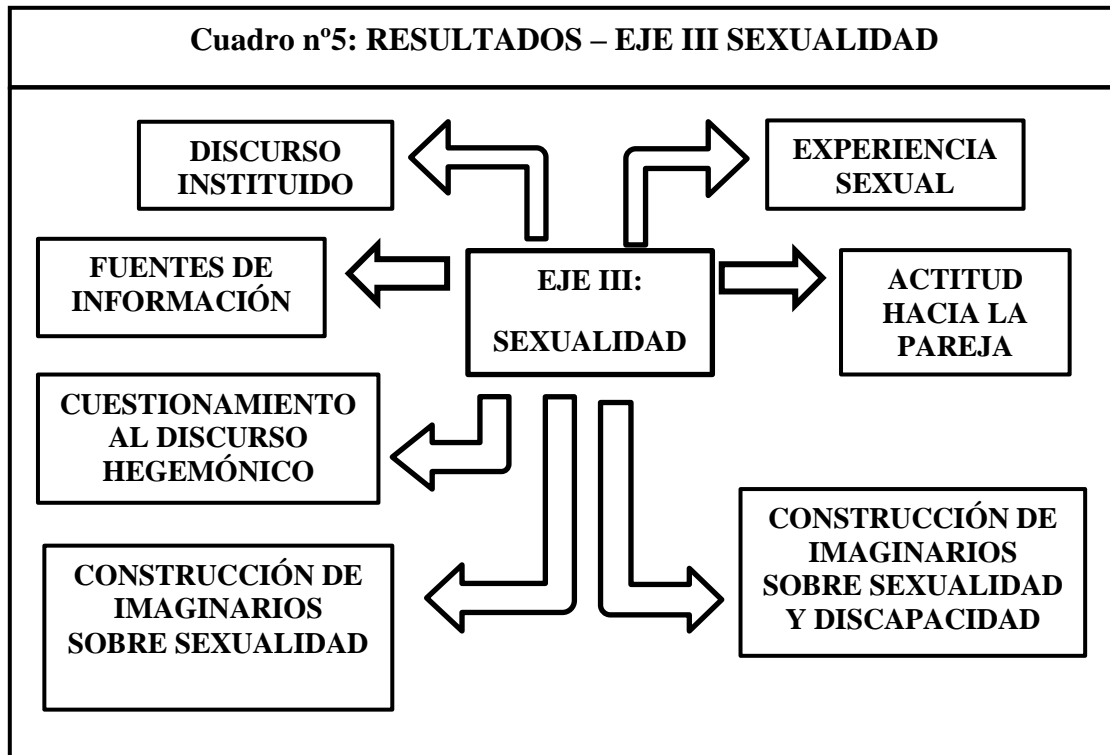 Cuadro nº5: RESULTADOS – EJE III SEXUALIDAD
DISCURSO
INSTITUIDO
EXPERIENCIA
SEXUAL
FUENTES DE
INFORMACIÓN
EJE III:
SEXUALIDAD
ACTITUD
HACIA LA
PAREJA
CUESTIONAMIENTO
AL DISCURSO
HEGEMÓNICO
CONSTRUCCIÓN DE
IMAGINARIOS
SOBRE SEXUALIDAD
CONSTRUCCIÓN DE
IMAGINARIOS
SOBRE SEXUALIDAD
Y DISCAPACIDAD